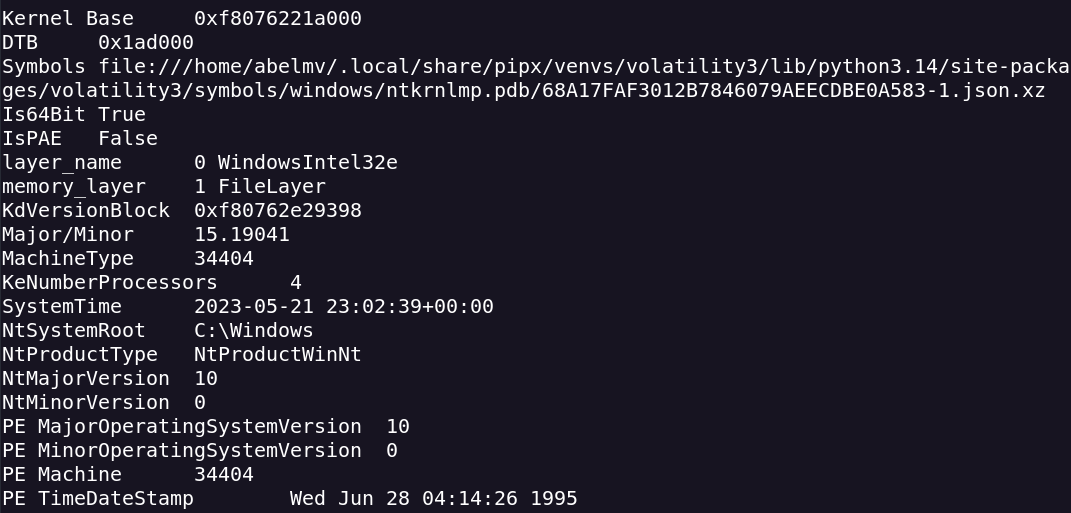 Kernel Base	0xf8076221a000
DTB	0x1ad000
Symbols	file:///home/abelmv/.local/share/pipx/venvs/volatility3/lib/python3.14/site-packa
ges/volatility3/symbols/windows/ntkrnlmp.pdb/68A17FAF3012B7846079AEECDBE0A583-1.json.xz
Is64Bit	True
IsPAE	False
layer_name	0 WindowsIntel32e
memory_layer	1 FileLayer
KdVersionBlock	0xf80762e29398
Major/Minor	15.19041
MachineType	34404
KeNumberProcessors	4
SystemTime	2023-05-21 23:02:39+00:00
NtSystemRoot	C:\Windows
NtProductType	NtProductWinNt
NtMajorVersion	10
NtMinorVersion	0
PE MajorOperatingSystemVersion	10
PE MinorOperatingSystemVersion	0
PE Machine	34404
PE TimeDateStamp	Wed Jun 28 04:14:26 1995